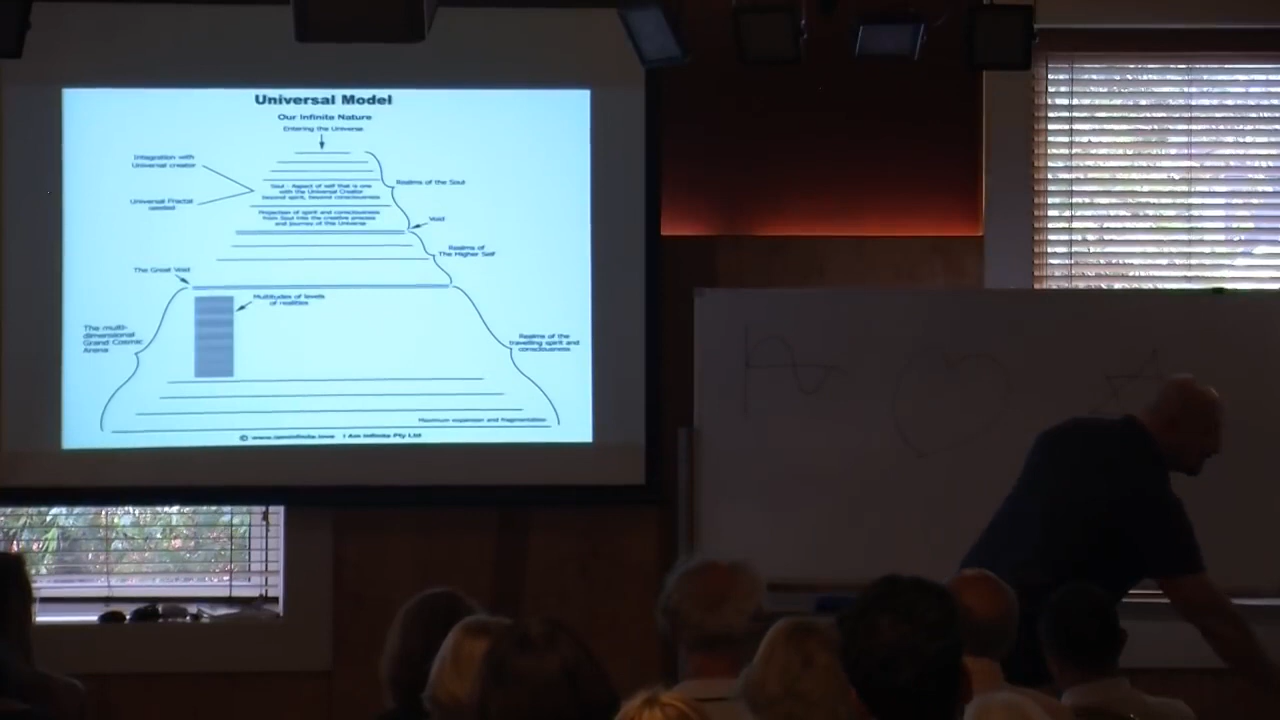 Universal Model
Our Infinite Nature
Entering the Universe
Integration with
Universal creator
Universal Fractal
seeded
Soul - Aspect of self that is one
with the Universal Creator
beyond spirit, beyond consciousness
Realms of the Soul
Projection of spirit and consciousness
from Soul into the creative process
and journey of this Universe
Void
Realms of
The Higher Self
The Great Void
Multitudes of levels
of realities
The multi-
dimensional
Grand Cosmic
Arena
Realms of the
travelling spirit and
consciousness
Maximum expansion and fragmentation
© www.iaminfinite.love I Am Infinite Pty Ltd